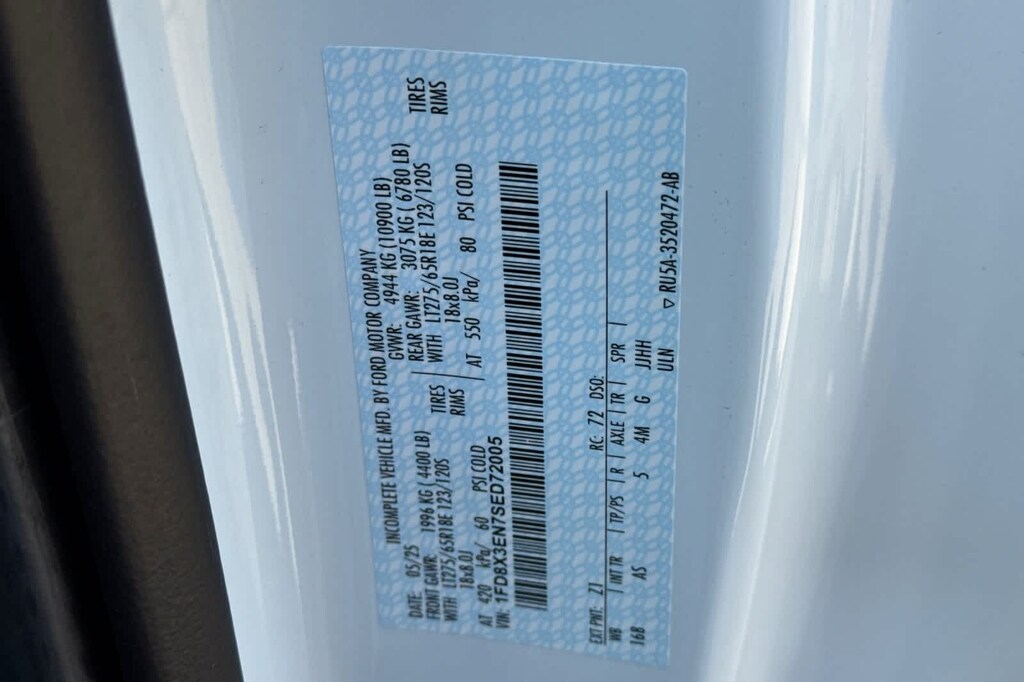 INCOMPLETE VEHICLE MFD. BY FORD MOTOR COMPANY
DATE: 05/25 GVWR: 4944 KG (10900 LB)
FRONT GAWR: 1996 KG ( 4400 LB) REAR GAWR: 3075 KG ( 6780 LB)
WITH LT275/65R18E 123/120S TIRES WITH LT275/65R18E 123/120S TIRES
18x8.0J RIMS 18x8.0J RIMS
AT 420 kPa/ 60 PSI COLD AT 550 kPa/ 80 PSI COLD
VIN: 1FD8X3EN7SED72005
EXT PNT: Z1 RC: 72 DSO:
WB | INT TR | TP/PS | R | AXLE | TR | SPR |
168 AS 5 4M G JJHH
ULN
▽ RU5A-3520472-AB